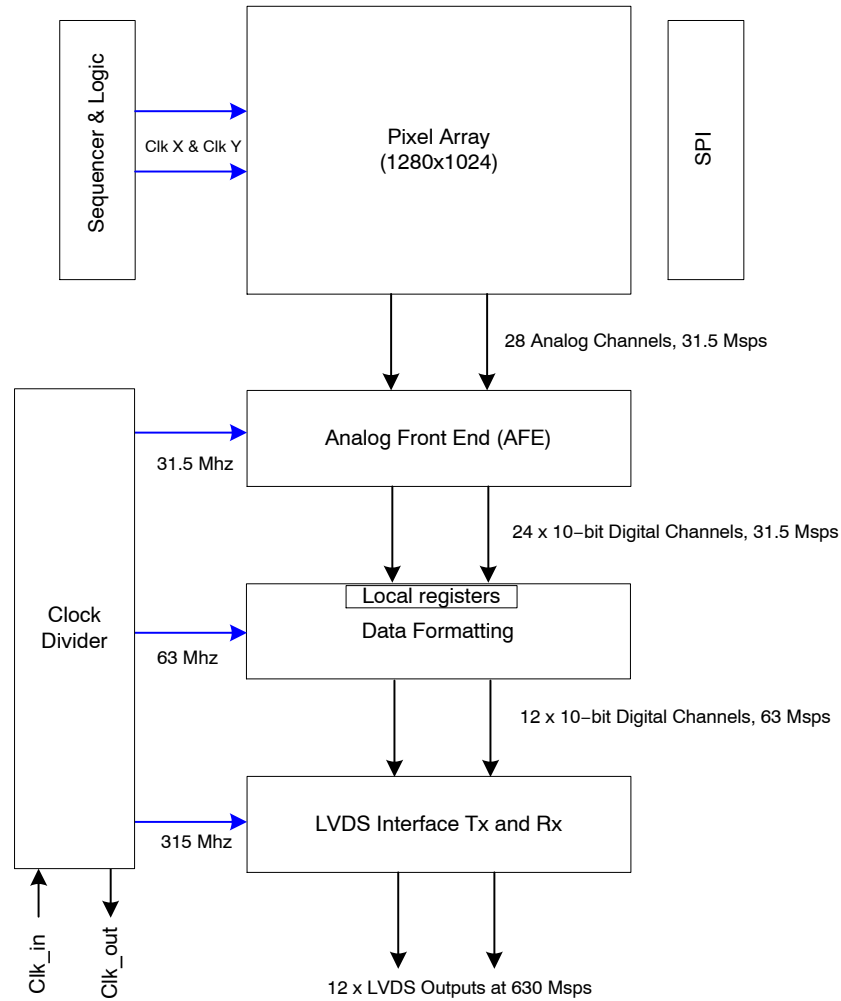 Sequencer & Logic
Clk X & Clk Y
Pixel Array
(1280x1024)
SPI
28 Analog Channels, 31.5 Msps
Analog Front End (AFE)
31.5 Mhz
24 x 10−bit Digital Channels, 31.5 Msps
Local registers
Data Formatting
Clock
Divider
63 Mhz
12 x 10−bit Digital Channels, 63 Msps
LVDS Interface Tx and Rx
315 Mhz
Clk_in
Clk_out
12 x LVDS Outputs at 630 Msps